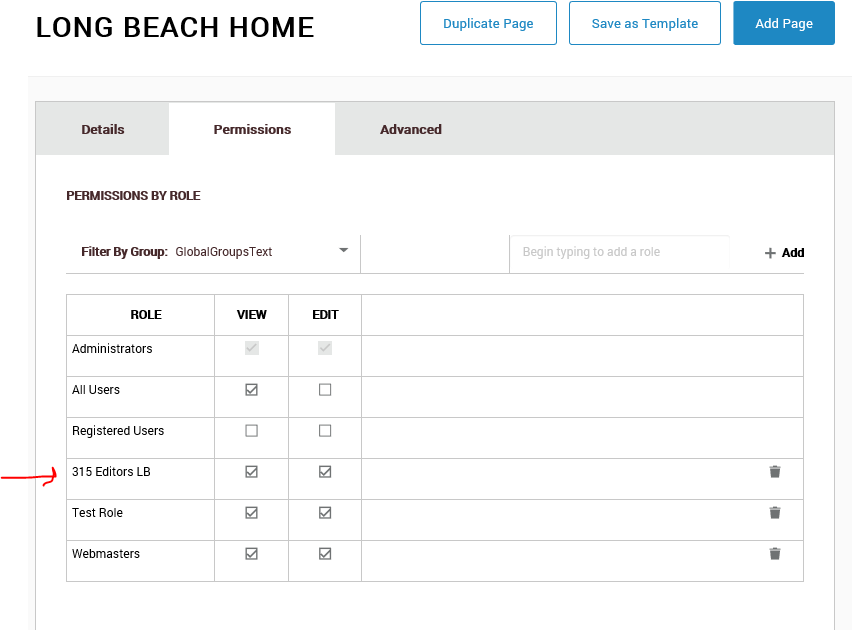 LONG BEACH HOME
Duplicate Page
Save as Template
Add Page
Details
Permissions
Advanced
PERMISSIONS BY ROLE
Filter By Group: GlobalGroupsText
Begin typing to add a role
+ Add
ROLE VIEW EDIT
Administrators
All Users
Registered Users
315 Editors LB
Test Role
Webmasters